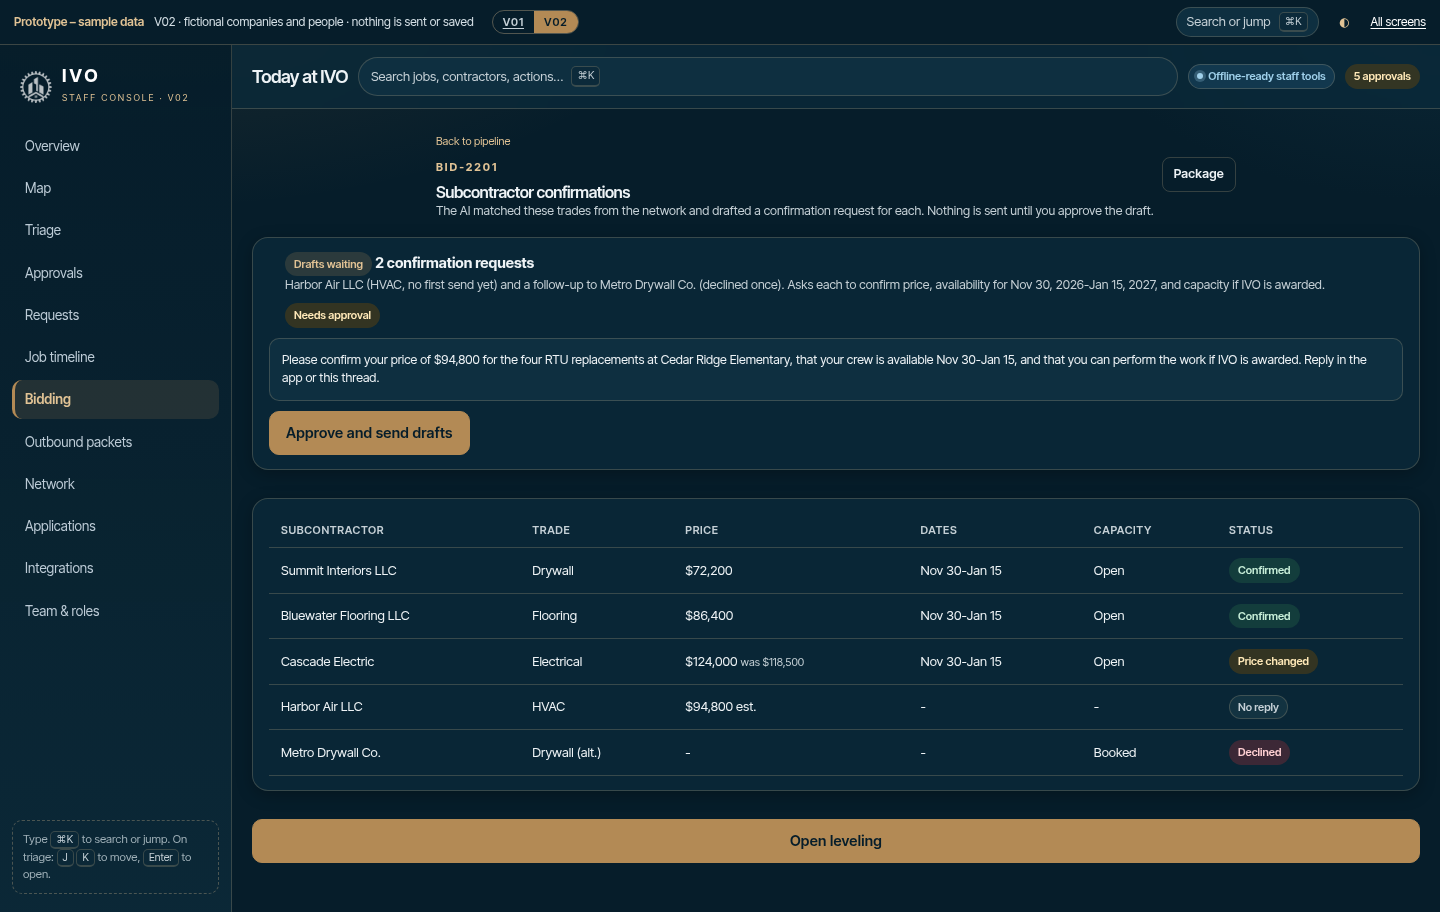 Prototype – sample data V02 · fictional companies and people · nothing is sent or saved V01 V02 Search or jump ⌘K All screens
IVO
STAFF CONSOLE · V02
Overview
Map
Triage
Approvals
Requests
Job timeline
Bidding
Outbound packets
Network
Applications
Integrations
Team & roles
Type ⌘K to search or jump. On
triage: J K to move, Enter to
open.
Today at IVO Search jobs, contractors, actions... ⌘K Offline-ready staff tools 5 approvals
Back to pipeline
BID-2201
Subcontractor confirmations
The AI matched these trades from the network and drafted a confirmation request for each. Nothing is sent until you approve the draft.
Package
Drafts waiting 2 confirmation requests
Harbor Air LLC (HVAC, no first send yet) and a follow-up to Metro Drywall Co. (declined once). Asks each to confirm price, availability for Nov 30, 2026-Jan 15, 2027, and capacity if IVO is awarded.
Needs approval
Please confirm your price of $94,800 for the four RTU replacements at Cedar Ridge Elementary, that your crew is available Nov 30-Jan 15, and that you can perform the work if IVO is awarded. Reply in the
app or this thread.
Approve and send drafts
SUBCONTRACTOR TRADE PRICE DATES CAPACITY STATUS
Summit Interiors LLC Drywall $72,200 Nov 30-Jan 15 Open Confirmed
Bluewater Flooring LLC Flooring $86,400 Nov 30-Jan 15 Open Confirmed
Cascade Electric Electrical $124,000 was $118,500 Nov 30-Jan 15 Open Price changed
Harbor Air LLC HVAC $94,800 est. - - No reply
Metro Drywall Co. Drywall (alt.) - - Booked Declined
Open leveling